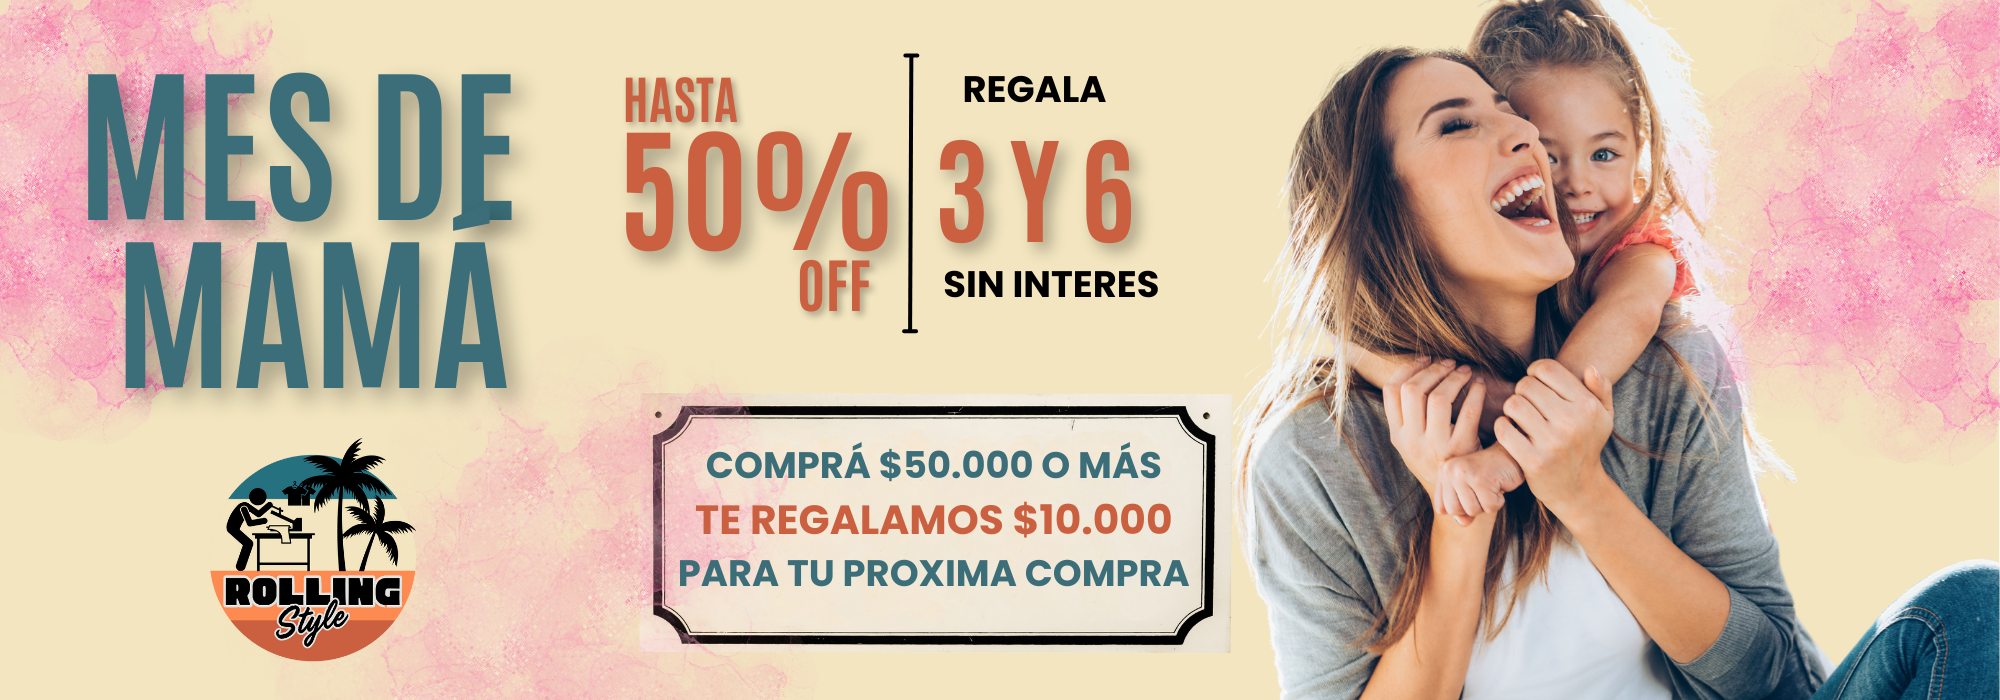 MES DE
MAMÁ
HASTA
50%
OFF
REGALA
3 Y 6
SIN INTERES
COMPRÁ $50.000 O MÁS
TE REGALAMOS $10.000
PARA TU PROXIMA COMPRA
ROLLING
Style